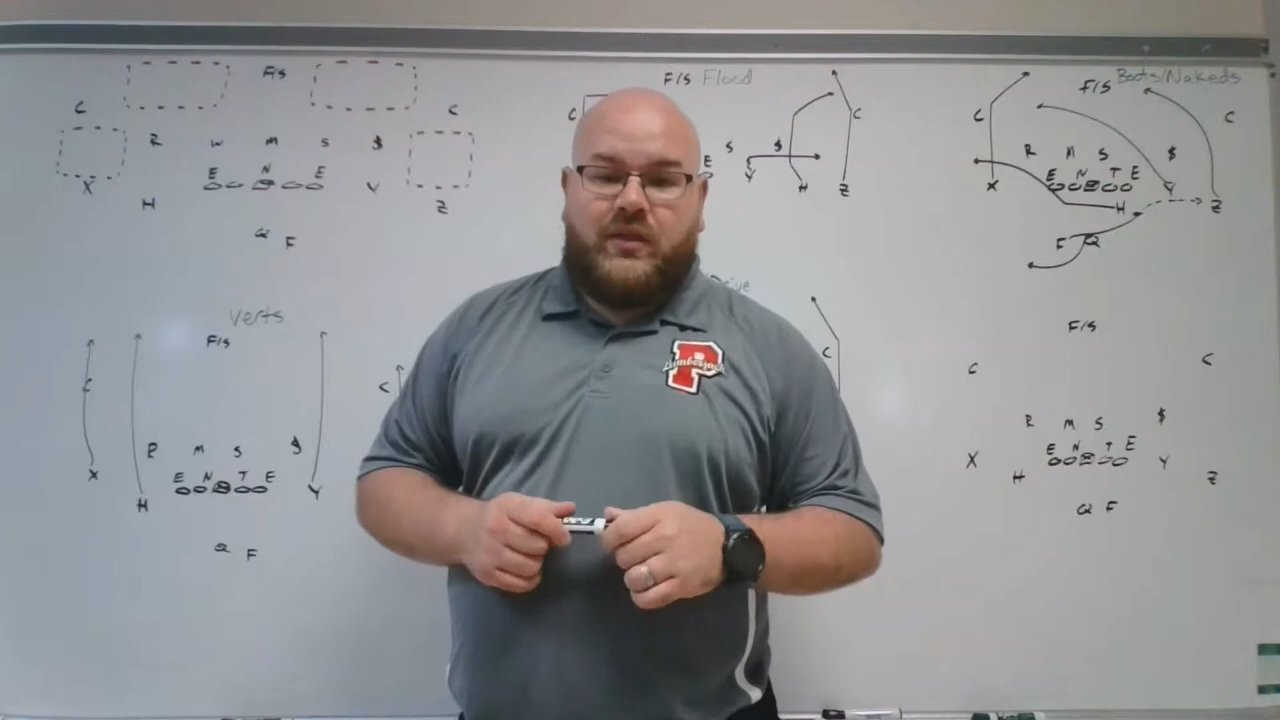 F/S
C
C
R W M S $
E N E
X Y
H Z
Q F
F/S Flood
C C
E S $
Y H Z
F/S Boots/Nakeds
C C
R M S $
E N T E
X Y
H Z
F Q
Verts
F/S
C
R M S $
E N T E
X Y
H
Q F
C C
F/S
C C
R M S $
E N T E
X Y
H Z
Q F
P
Lumberjacks